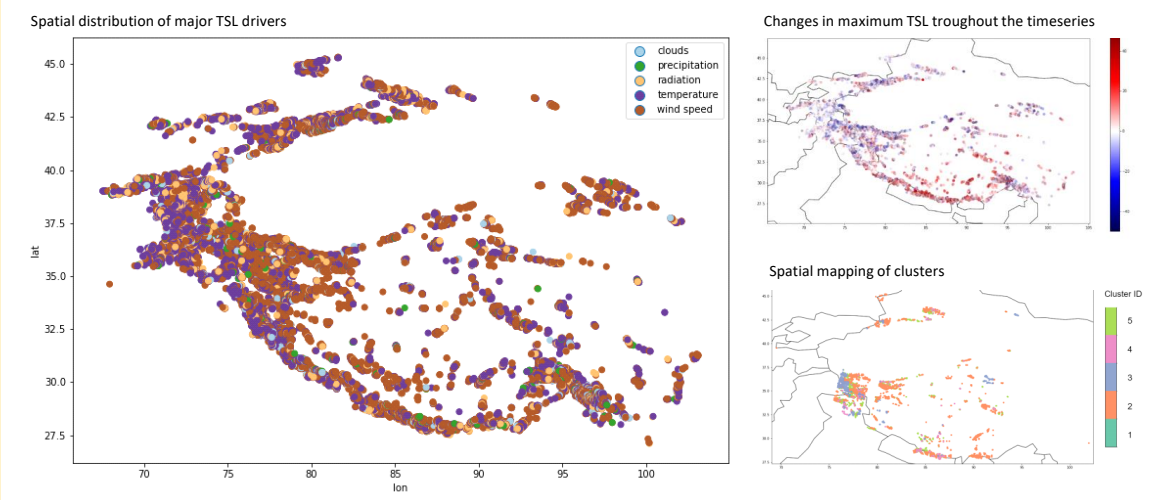 Spatial distribution of major TSL drivers
45.0
42.5
40.0
37.5
35.0
32.5
30.0
27.5
lat
70
75
80
85
90
95
100
lon
clouds
precipitation
radiation
temperature
wind speed
Changes in maximum TSL troughout the timeseries
Spatial mapping of clusters
Cluster ID
5
4
3
2
1